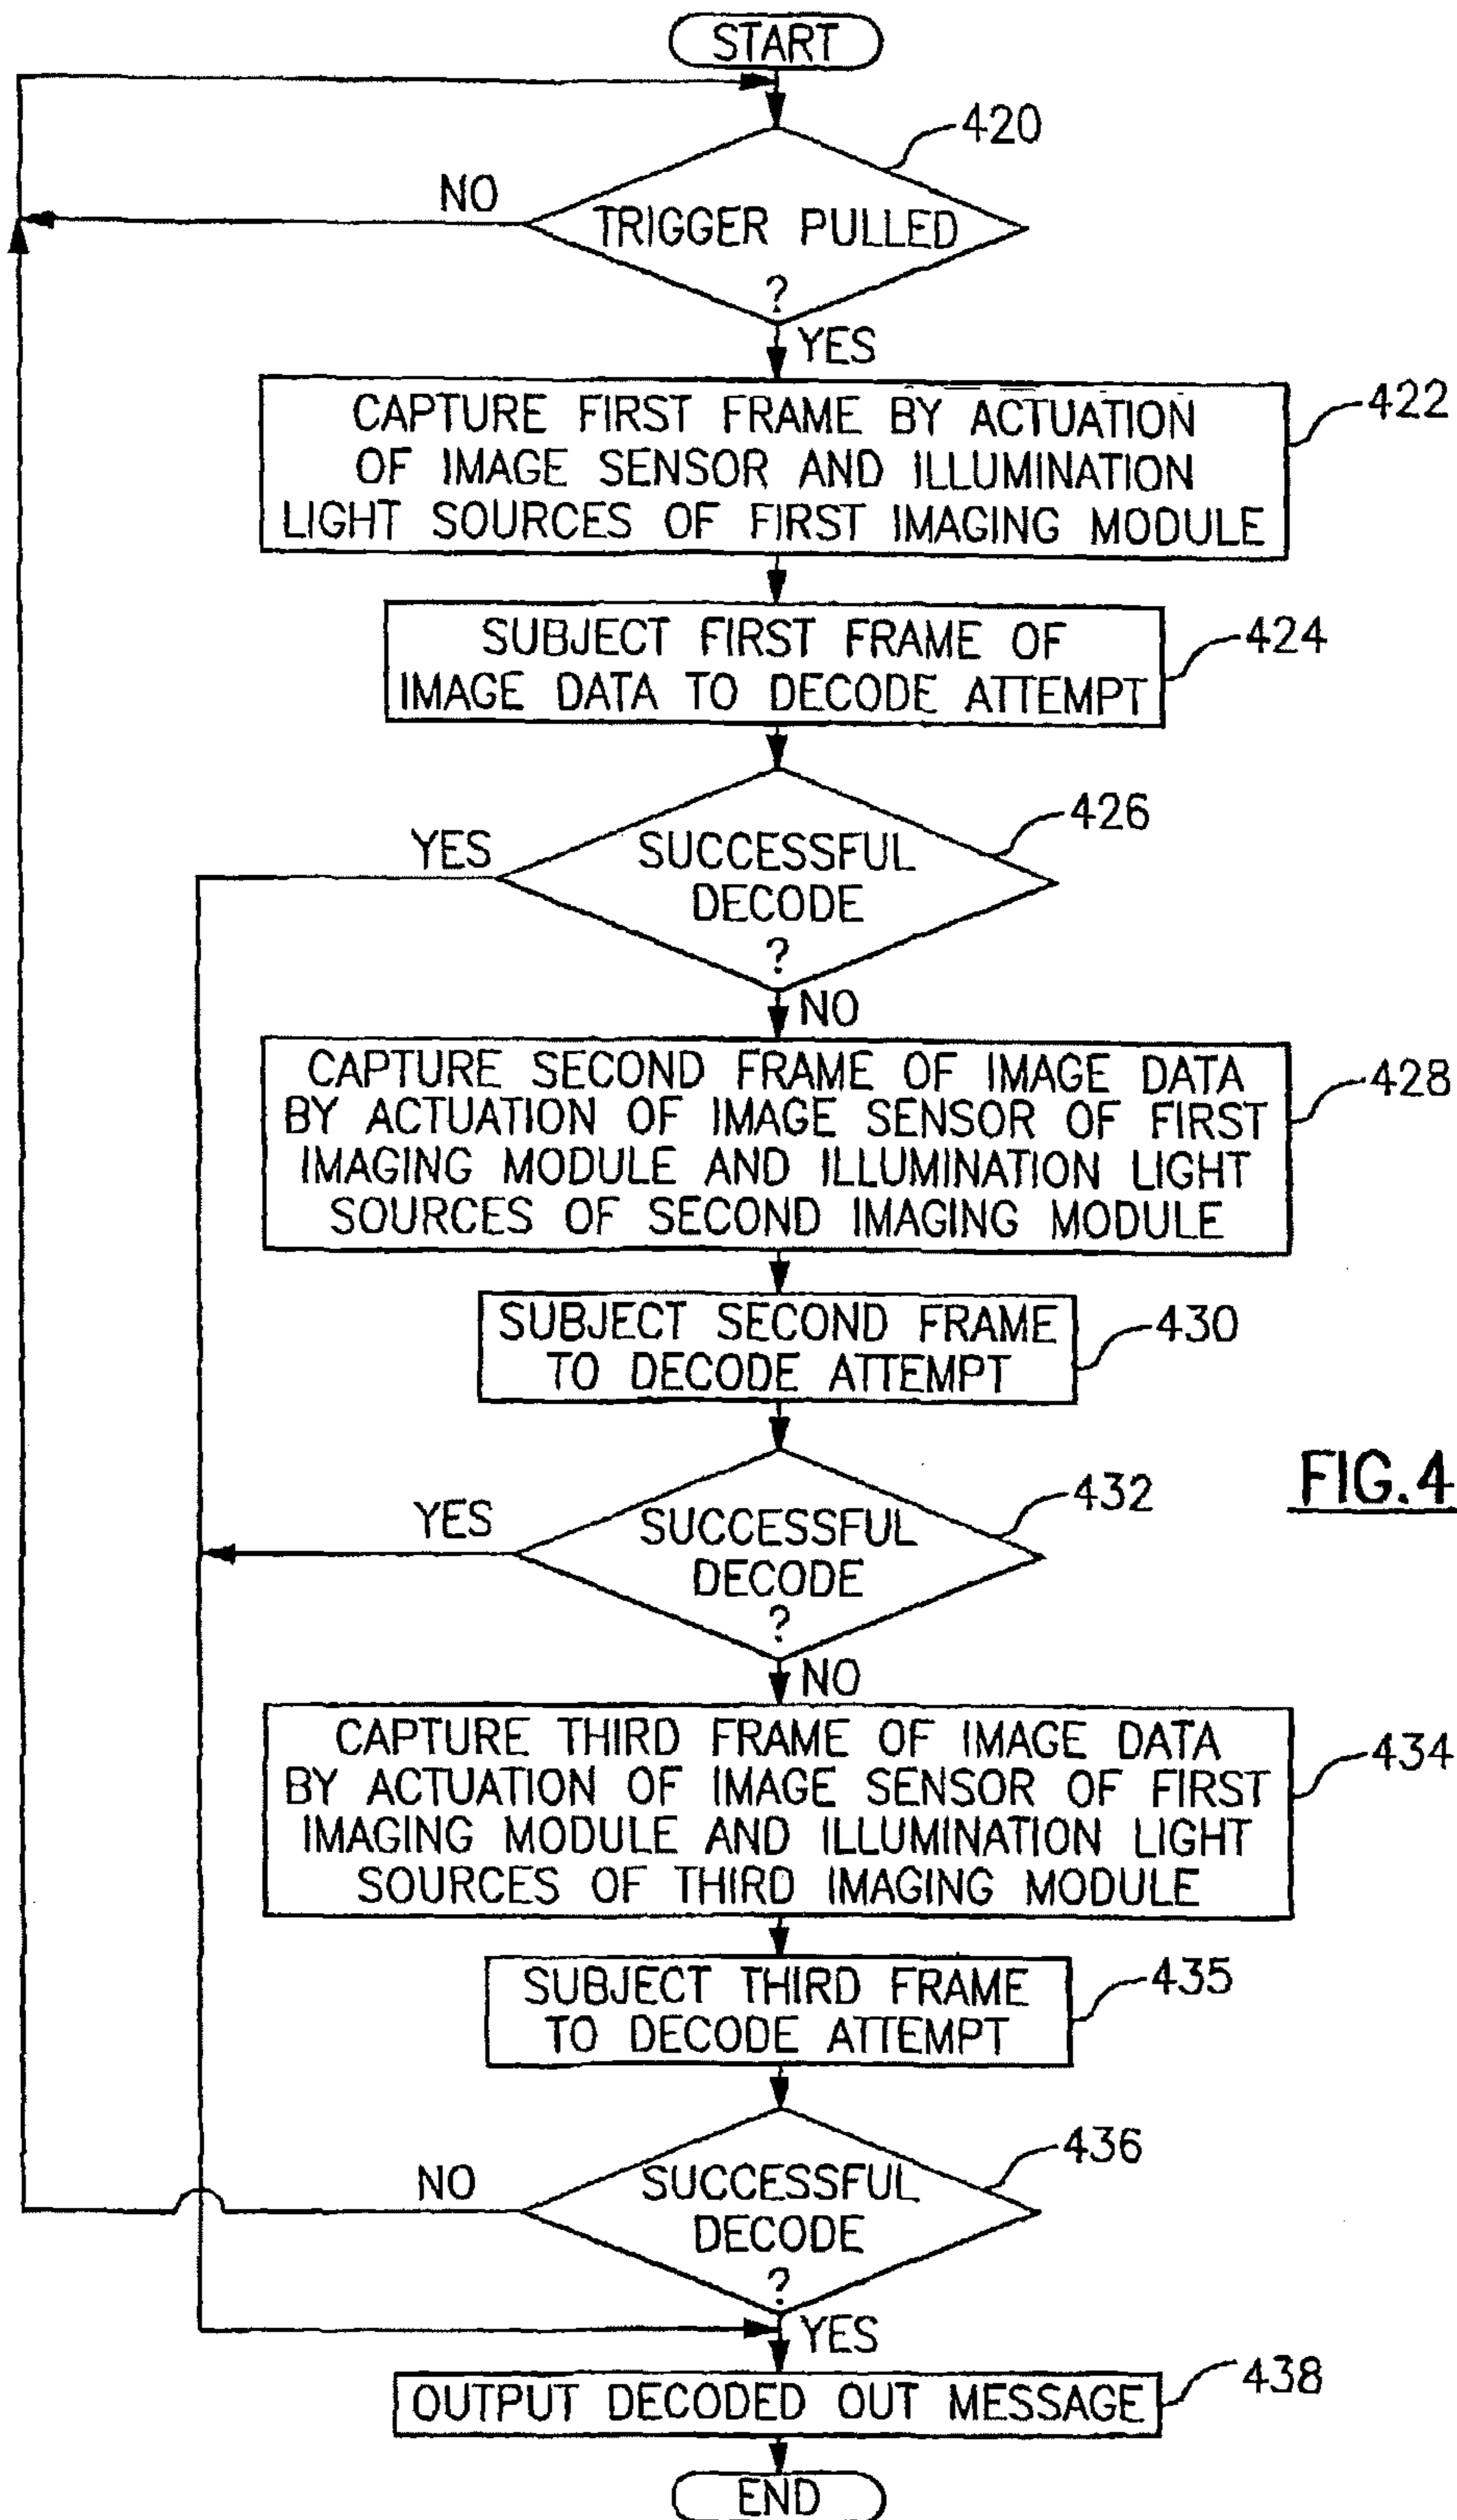 START
420
NO
TRIGGER PULLED
?
YES
CAPTURE FIRST FRAME BY ACTUATION
OF IMAGE SENSOR AND ILLUMINATION
LIGHT SOURCES OF FIRST IMAGING MODULE
422
SUBJECT FIRST FRAME OF
IMAGE DATA TO DECODE ATTEMPT
424
426
YES
SUCCESSFUL
DECODE
?
NO
CAPTURE SECOND FRAME OF IMAGE DATA
BY ACTUATION OF IMAGE SENSOR OF FIRST
IMAGING MODULE AND ILLUMINATION LIGHT
SOURCES OF SECOND IMAGING MODULE
428
SUBJECT SECOND FRAME
TO DECODE ATTEMPT
430
FIG.4
432
YES
SUCCESSFUL
DECODE
?
NO
CAPTURE THIRD FRAME OF IMAGE DATA
BY ACTUATION OF IMAGE SENSOR OF FIRST
IMAGING MODULE AND ILLUMINATION LIGHT
SOURCES OF THIRD IMAGING MODULE
434
SUBJECT THIRD FRAME
TO DECODE ATTEMPT
435
436
NO
SUCCESSFUL
DECODE
?
YES
OUTPUT DECODED OUT MESSAGE
438
END